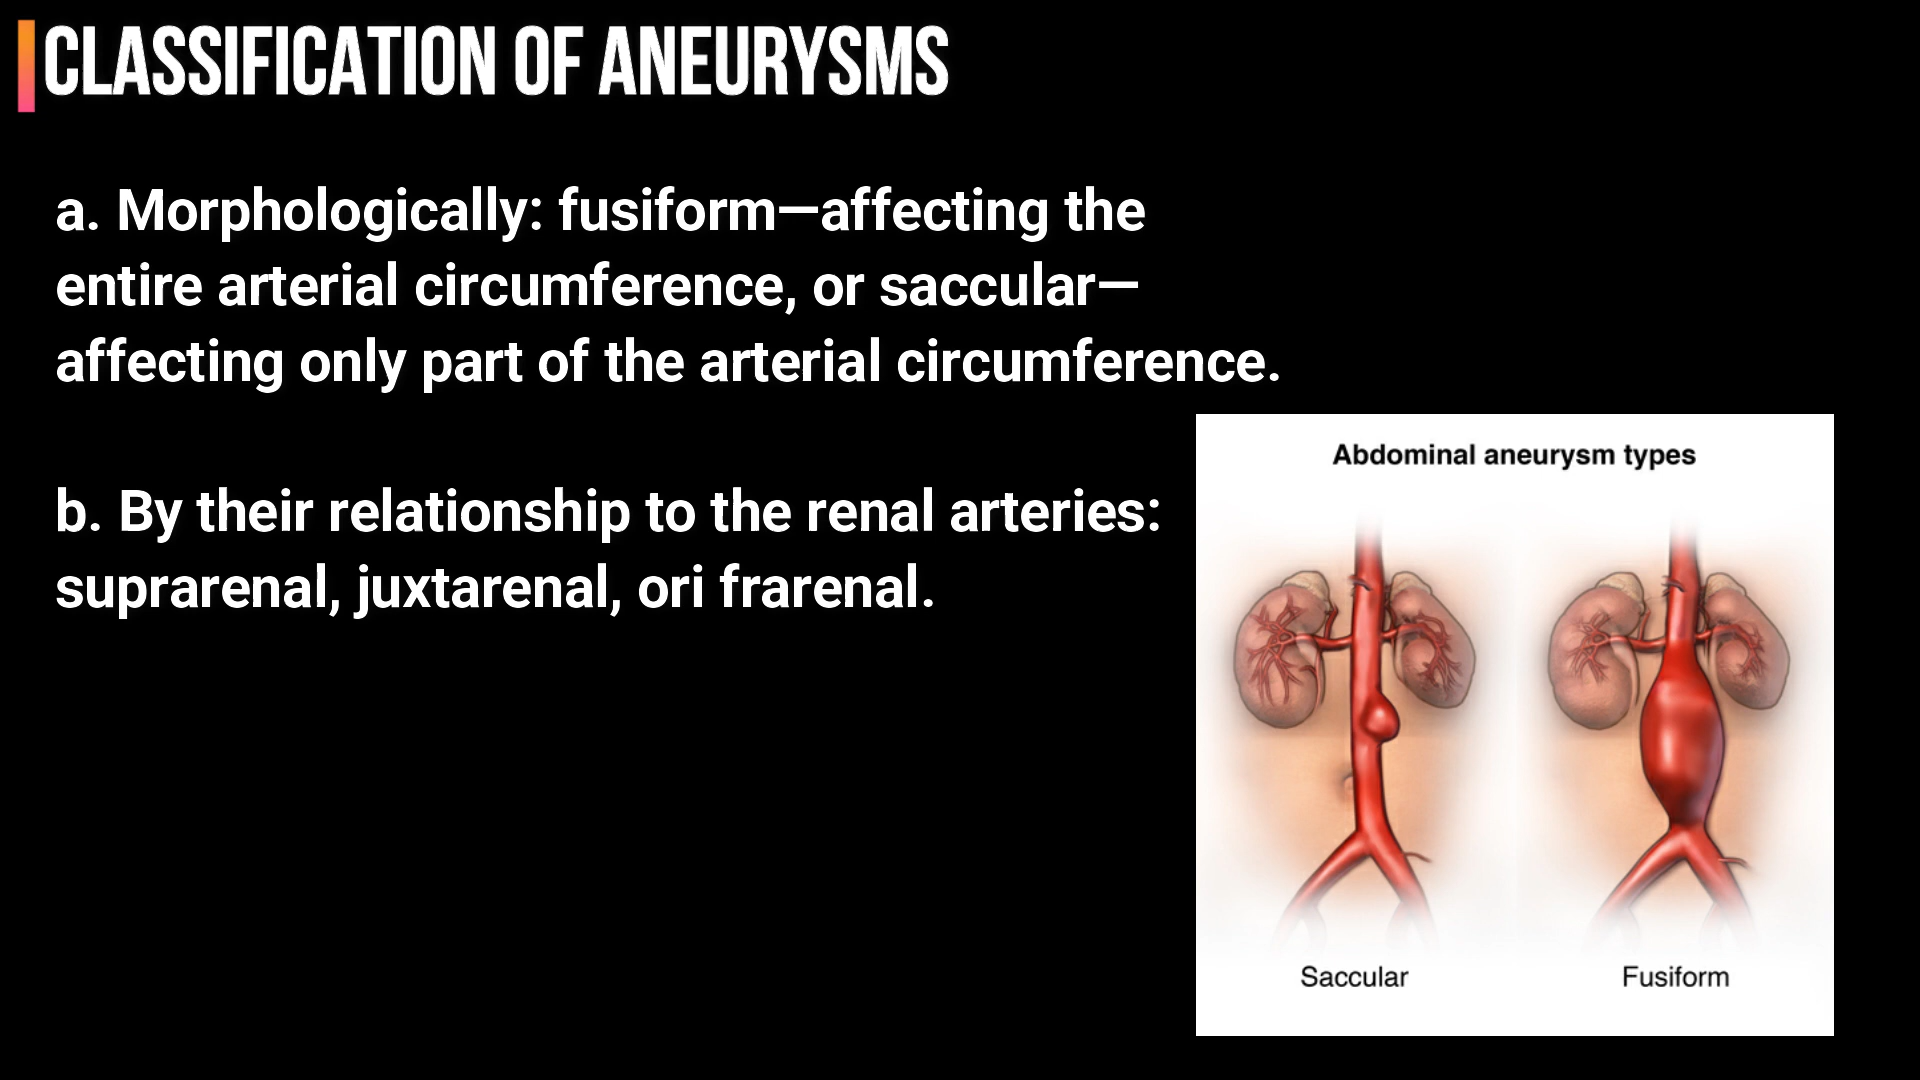 CLASSIFICATION OF ANEURYSMS
a. Morphologically: fusiform—affecting the
entire arterial circumference, or saccular—
affecting only part of the arterial circumference.
b. By their relationship to the renal arteries:
suprarenal, juxtarenal, ori frarenal.
Abdominal aneurysm types
Saccular
Fusiform